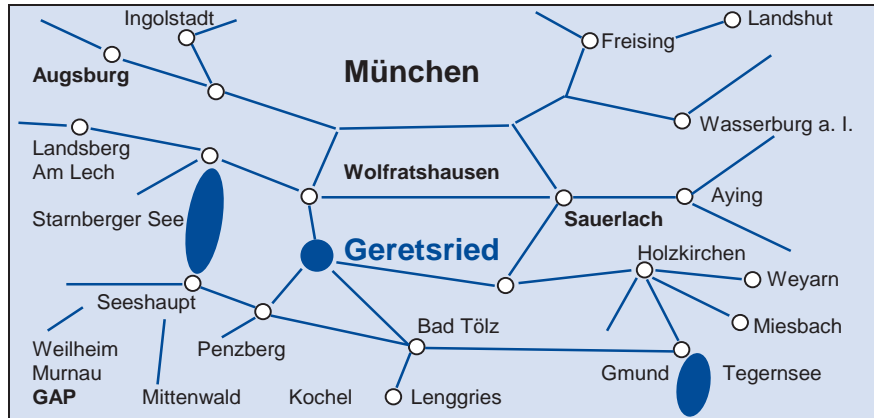 Ingolstadt
Landshut
Freising
Augsburg
München
Wasserburg a. I.
Landsberg
Am Lech
Wolfratshausen
Aying
Starnberger See
Sauerlach
Geretsried
Holzkirchen
Weyarn
Seeshaupt
Bad Tölz
Miesbach
Weilheim
Penzberg
Murnau
Gmund
Tegernsee
GAP
Mittenwald
Kochel
Lenggries